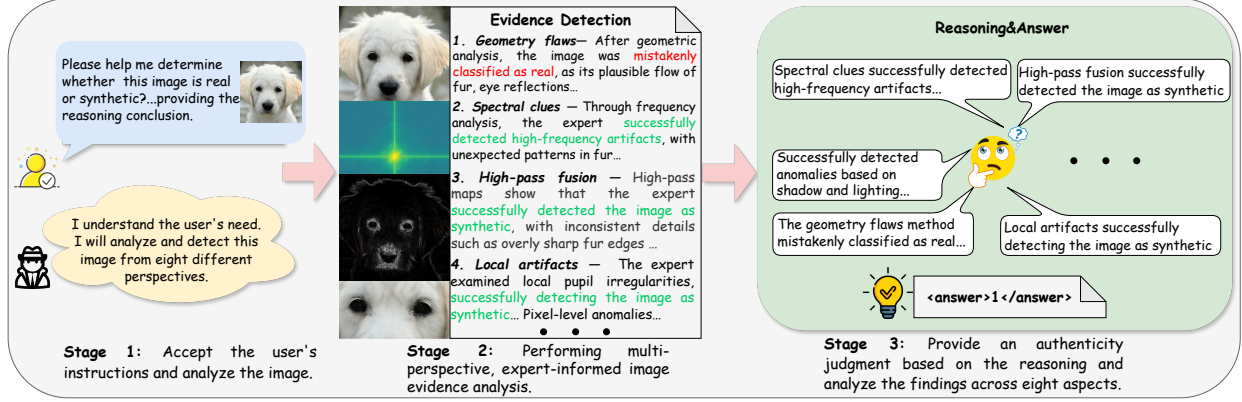 Please help me determine
whether this image is real
or synthetic?...providing the
reasoning conclusion.
I understand the user's need.
I will analyze and detect this
image from eight different
perspectives.
Stage 1: Accept the user's
instructions and analyze the image.
Evidence Detection
1. Geometry flaws— After geometric
analysis, the image was mistakenly
classified as real, as its plausible flow of
fur, eye reflections...
2. Spectral clues — Through frequency
analysis, the expert successfully
detected high-frequency artifacts, with
unexpected patterns in fur...
3. High-pass fusion — High-pass
maps show that the expert
successfully detected the image as
synthetic, with inconsistent details
such as overly sharp fur edges ...
4. Local artifacts — The expert
examined local pupil irregularities,
successfully detecting the image as
synthetic... Pixel-level anomalies...
Stage 2: Performing multi-
perspective, expert-informed image
evidence analysis.
Reasoning&Answer
Spectral clues successfully detected
high-frequency artifacts...
High-pass fusion successfully
detected the image as synthetic
?
Successfully detected
anomalies based on
shadow and lighting...
The geometry flaws method
mistakenly classified as real...
Local artifacts successfully
detecting the image as synthetic
<answer>1</answer>
Stage 3: Provide an authenticity
judgment based on the reasoning and
analyze the findings across eight aspects.